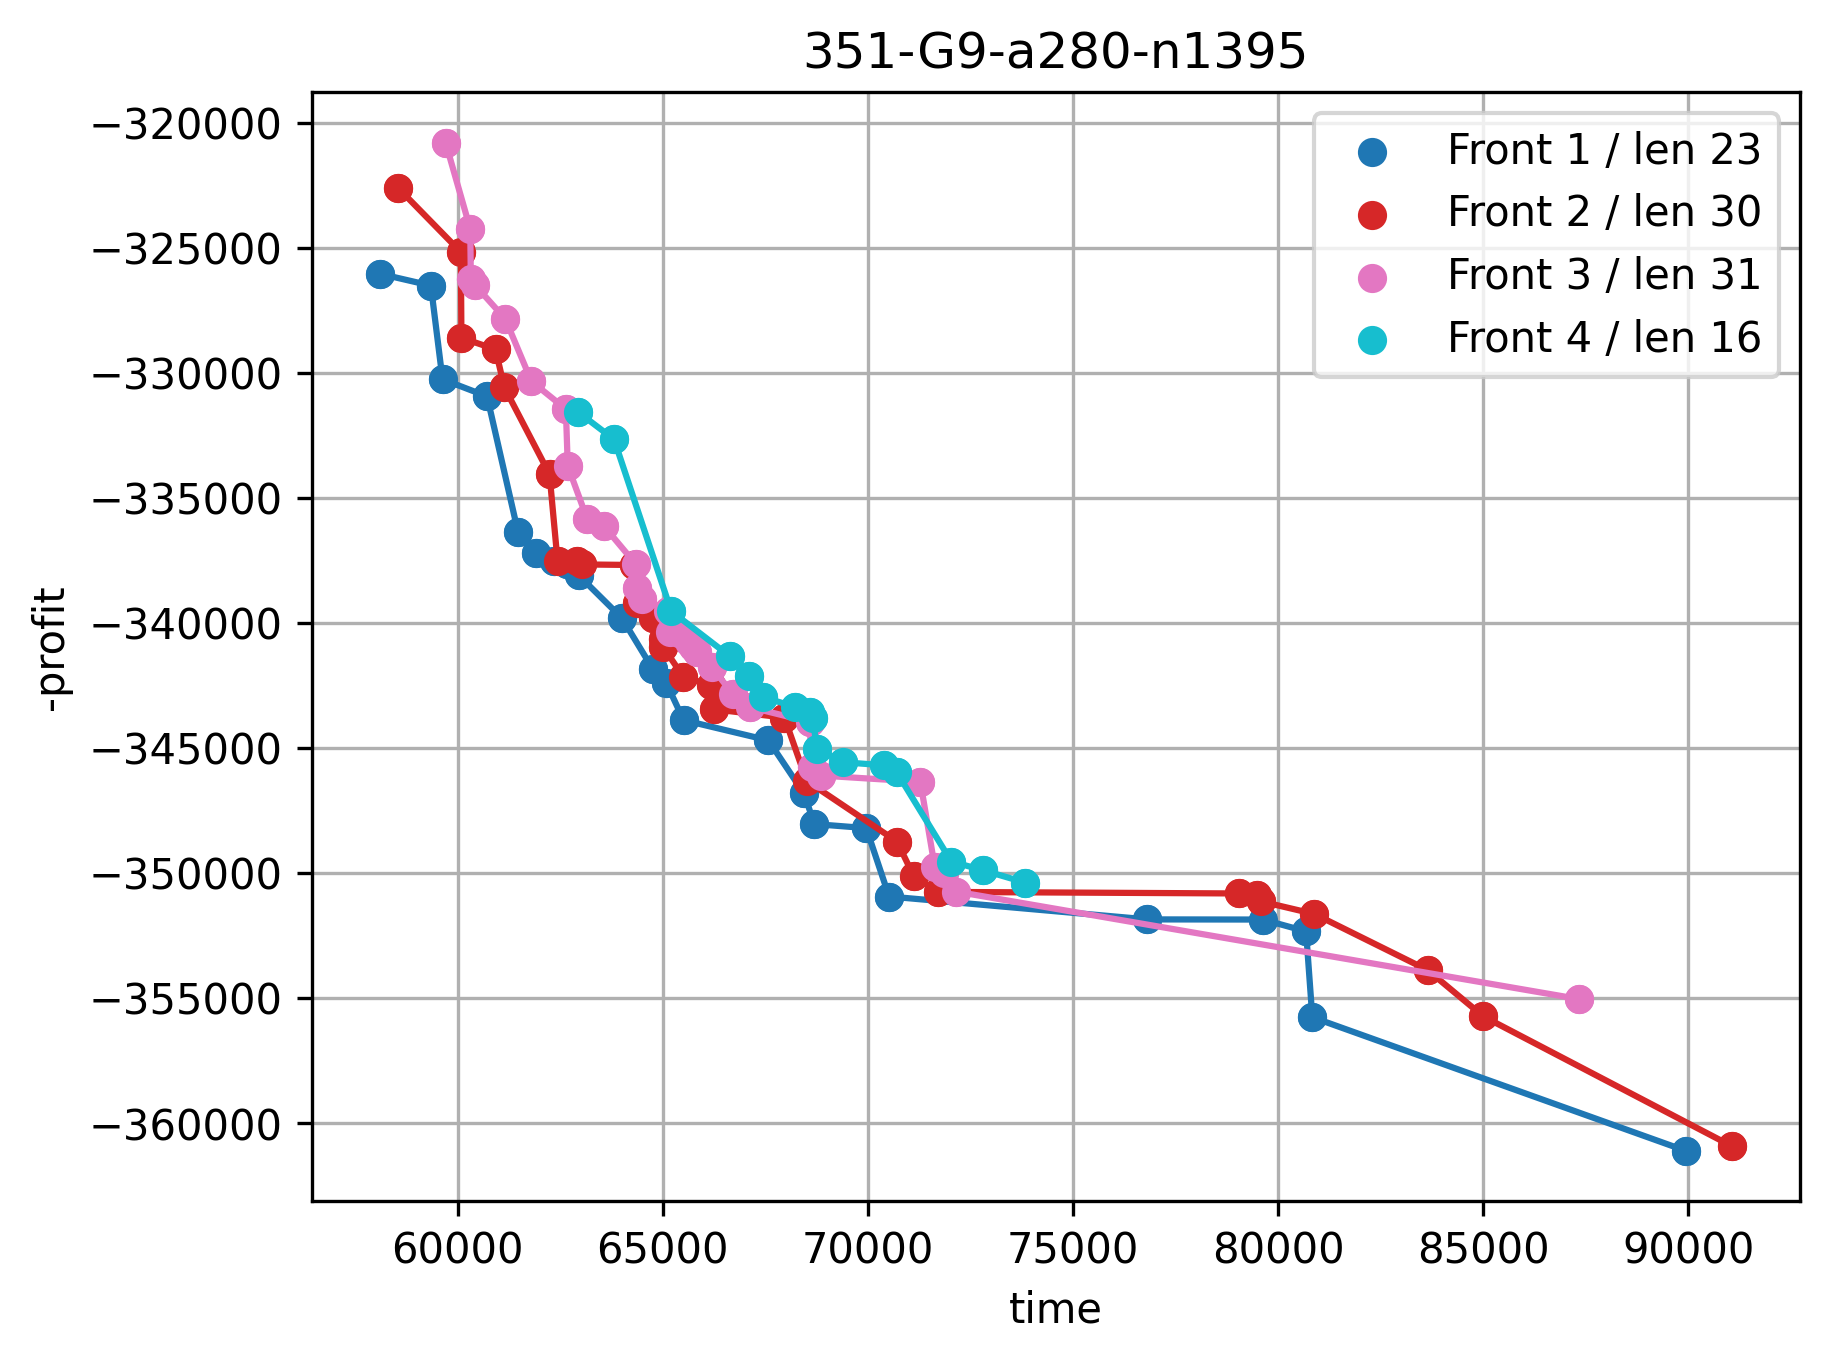 351-G9-a280-n1395
−320000
−325000
−330000
−335000
−340000
−345000
−350000
−355000
−360000
-profit
Front 1 / len 23
Front 2 / len 30
Front 3 / len 31
Front 4 / len 16
60000 65000 70000 75000 80000 85000 90000
time